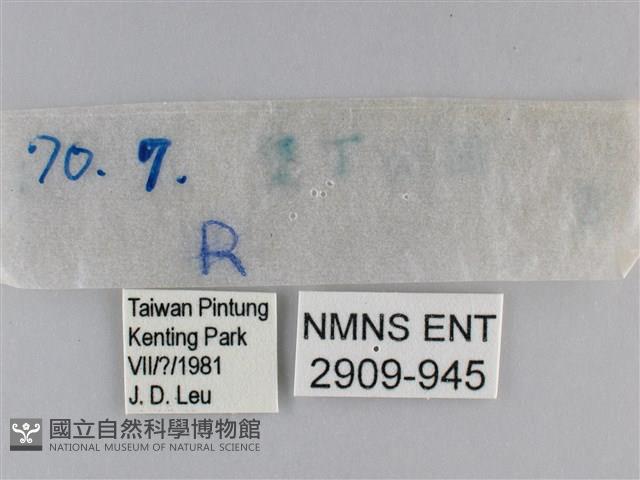 70. 7.
R
Taiwan Pintung
Kenting Park
VII/?/1981
J. D. Leu
NMNS ENT
2909-945
國立自然科學博物館
NATIONAL MUSEUM OF NATURAL SCIENCE